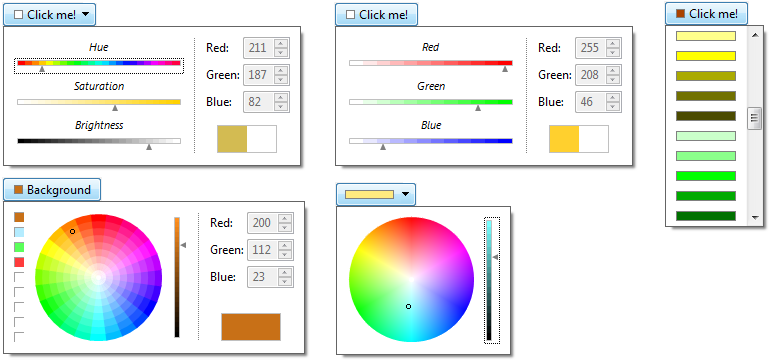 Click me!
Hue
Saturation
Brightness
Red: 211
Green: 187
Blue: 82
Click me!
Red
Green
Blue
Red: 255
Green: 208
Blue: 46
Click me!
Background
Red: 200
Green: 112
Blue: 23